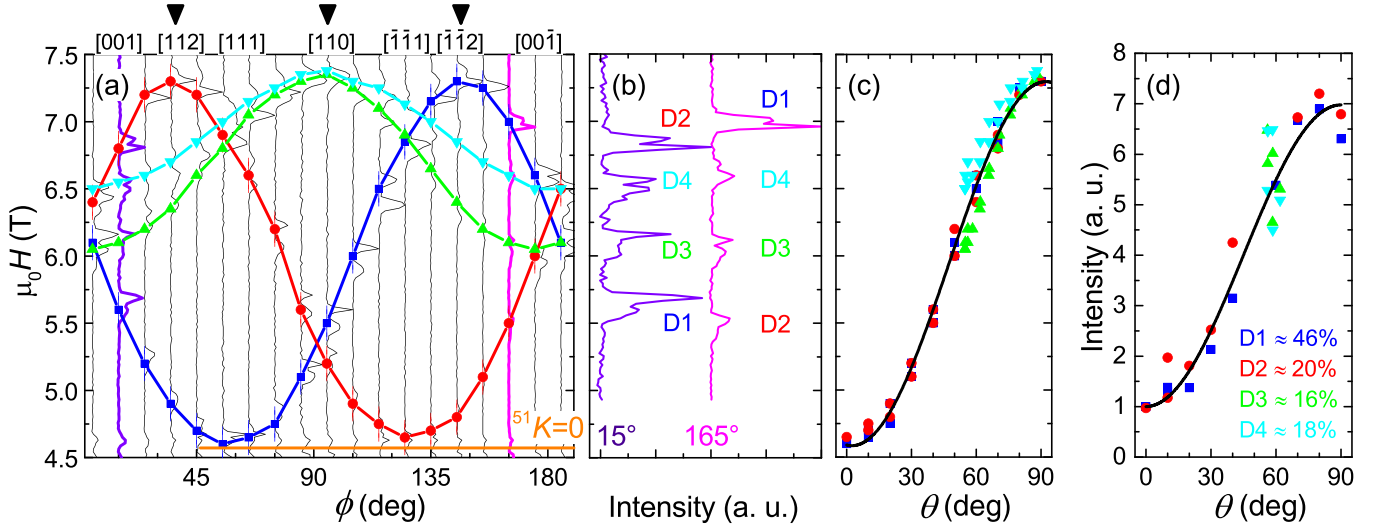 [001] [112] [111] [110] [1̄1̄1] [1̄1̄2] [001̄]
(a)
7.5
7.0
6.5
6.0
5.5
5.0
4.5
μ₀H (T)
⁵¹K=0
45 90 135 180
ϕ (deg)
(b)
D2 D1
D4 D4
D3 D3
D1 D2
15° 165°
Intensity (a. u.)
(c)
0 30 60 90
θ (deg)
(d)
8
7
6
5
4
3
2
1
0
Intensity (a. u.)
D1 ≈ 46%
D2 ≈ 20%
D3 ≈ 16%
D4 ≈ 18%
0 30 60 90
θ (deg)